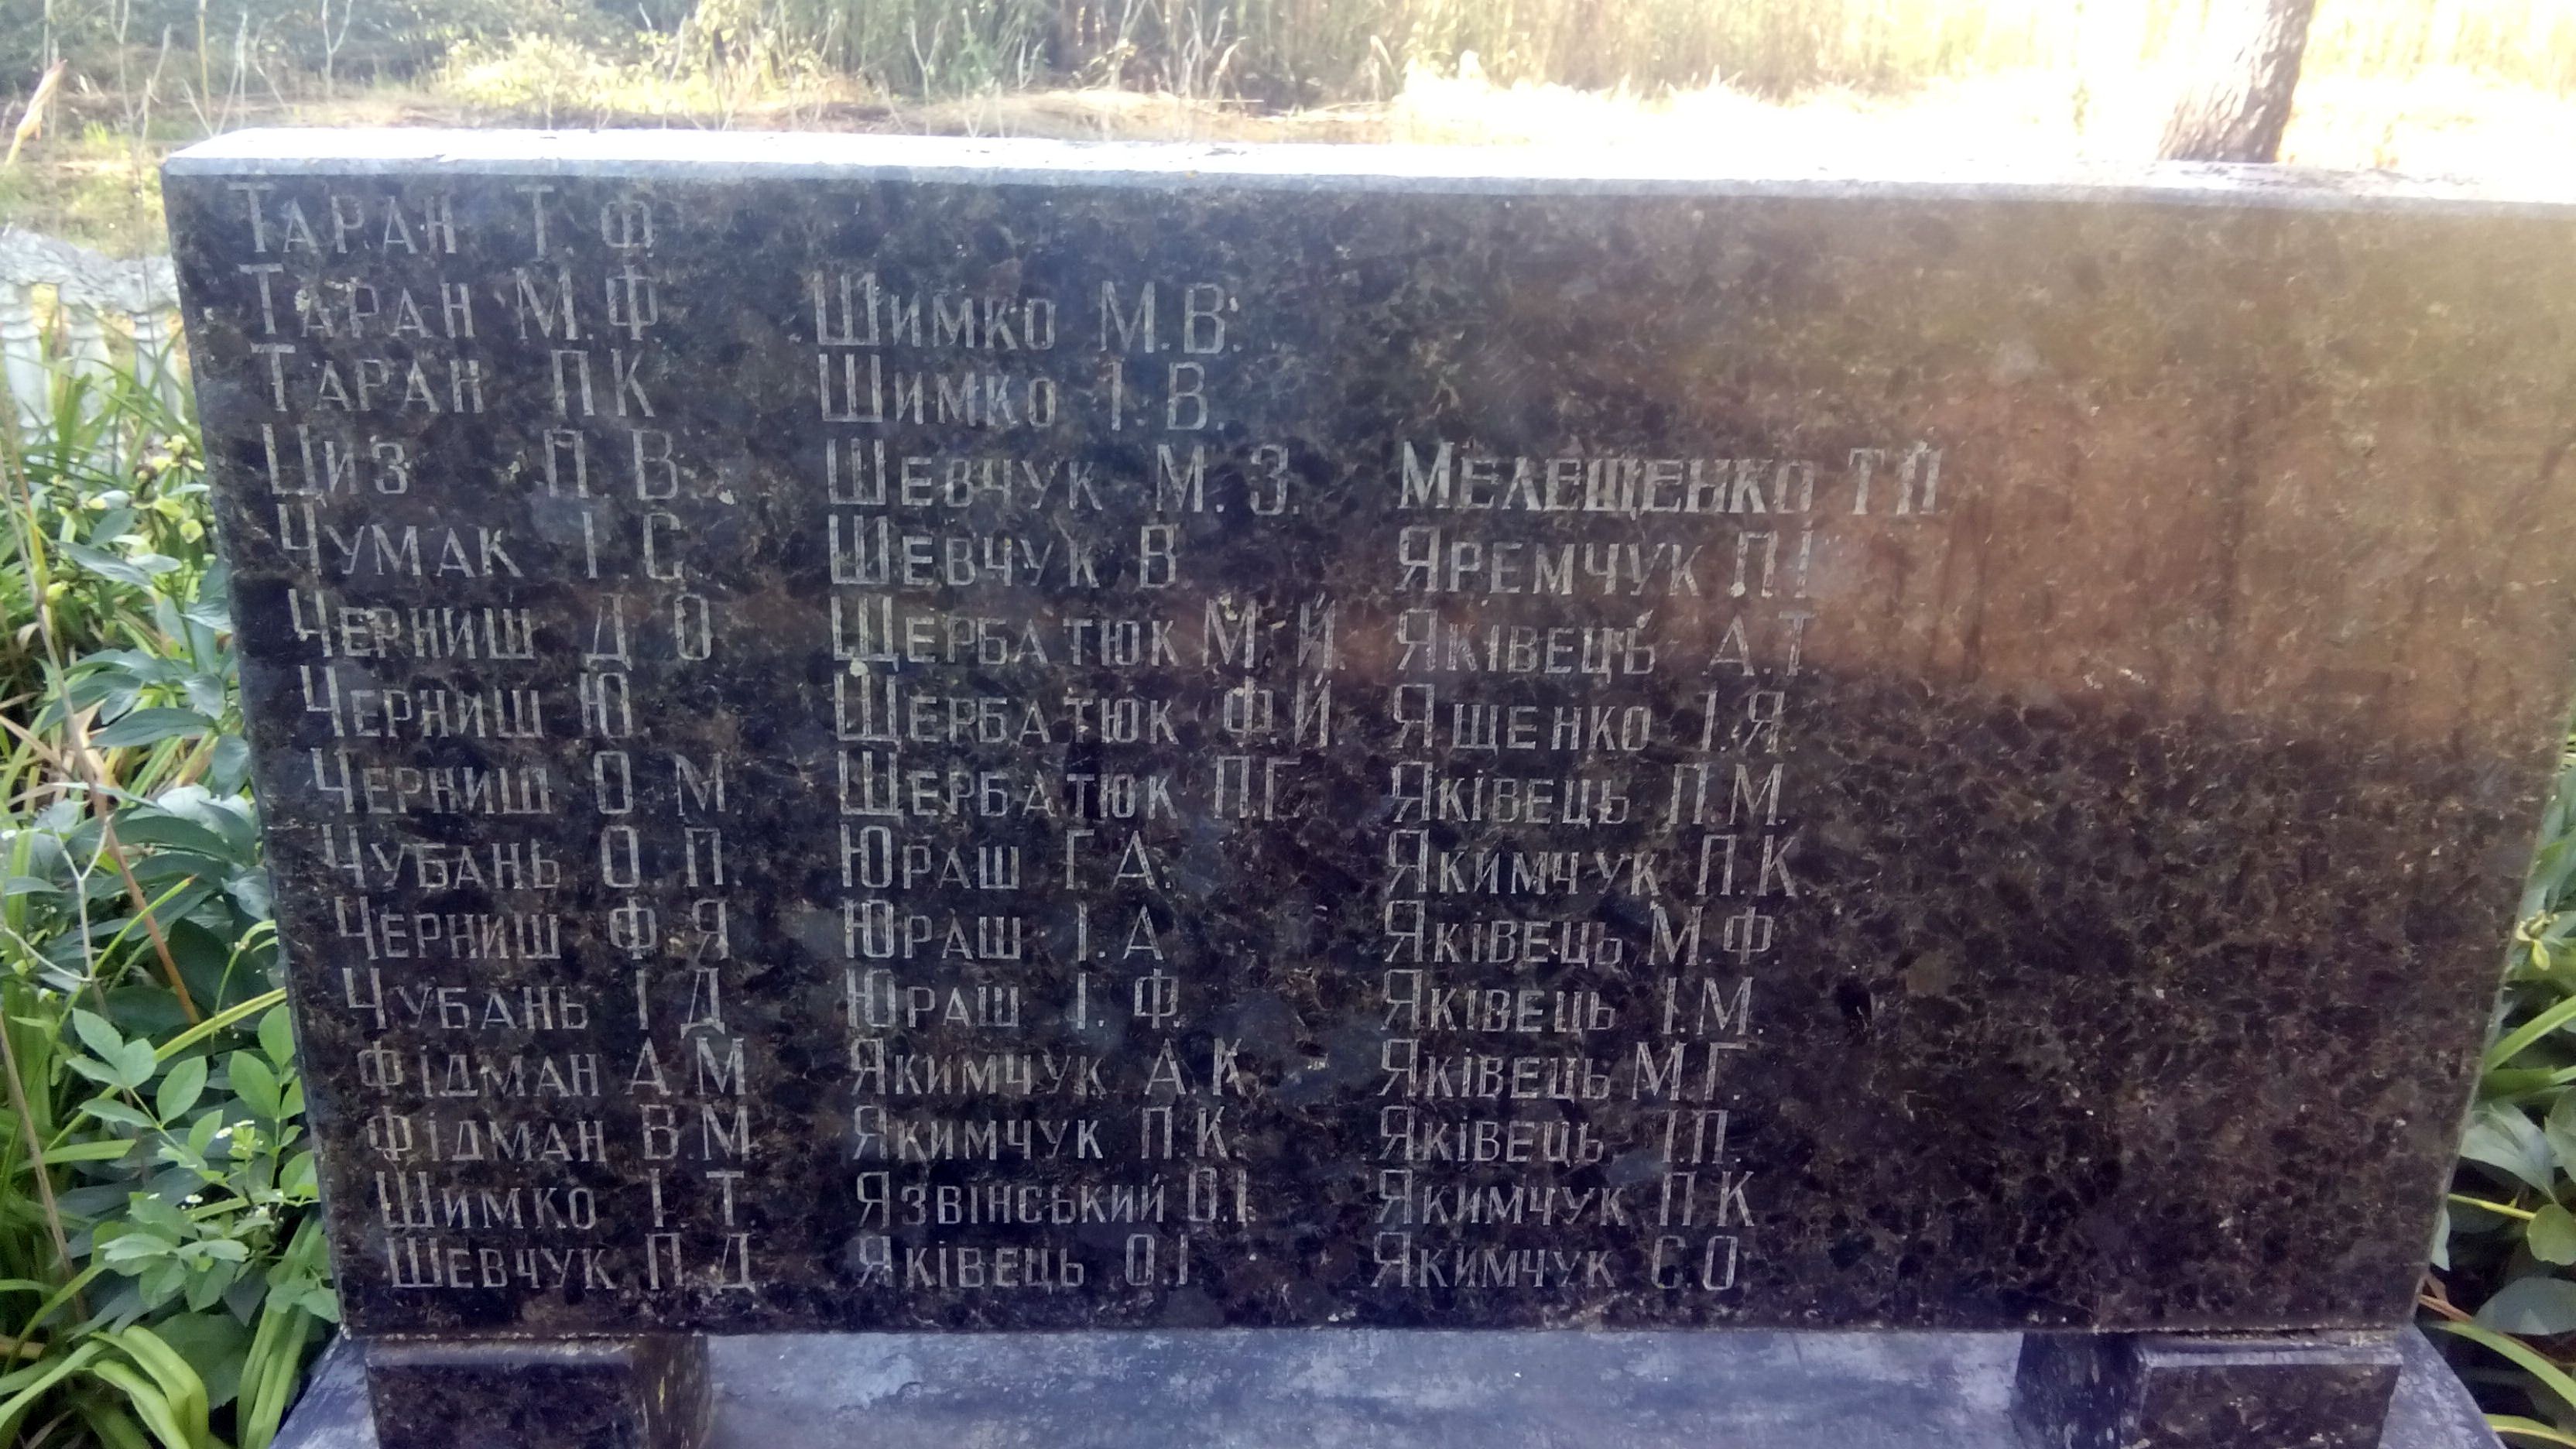 Таран Т.Ф.
Таран М.Ф.
Таран П К
Циз П.В.
Чумак І.С.
Черниш Д О
Черниш Ю.
Черниш О М.
Чубань О П.
Черниш Ф Я
Чубань І Д
Фідман А М
Фідман В.М
Шимко І. Т.
Шевчук П Д
Шимко М.В.
Шимко І.В.
Шевчук М.З.
Шевчук В
Щербатюк М.Й.
Щербатюк Ф.Й.
Щербатюк П.Г.
Юраш Г.А.
Юраш І.А
Юраш І.Ф.
Якимчук А.К
Якимчук П.К.
Язвінський О.І
Яківець О.І
Мелещенко Т П
Яремчук П.І
Яківець А.Т
Ященко І.Я.
Яківець П.М.
Якимчук П.К
Яківець М.Ф.
Яківець І.М.
Яківець М.Г.
Яківець І.П.
Якимчук П.К
Якимчук С.О.